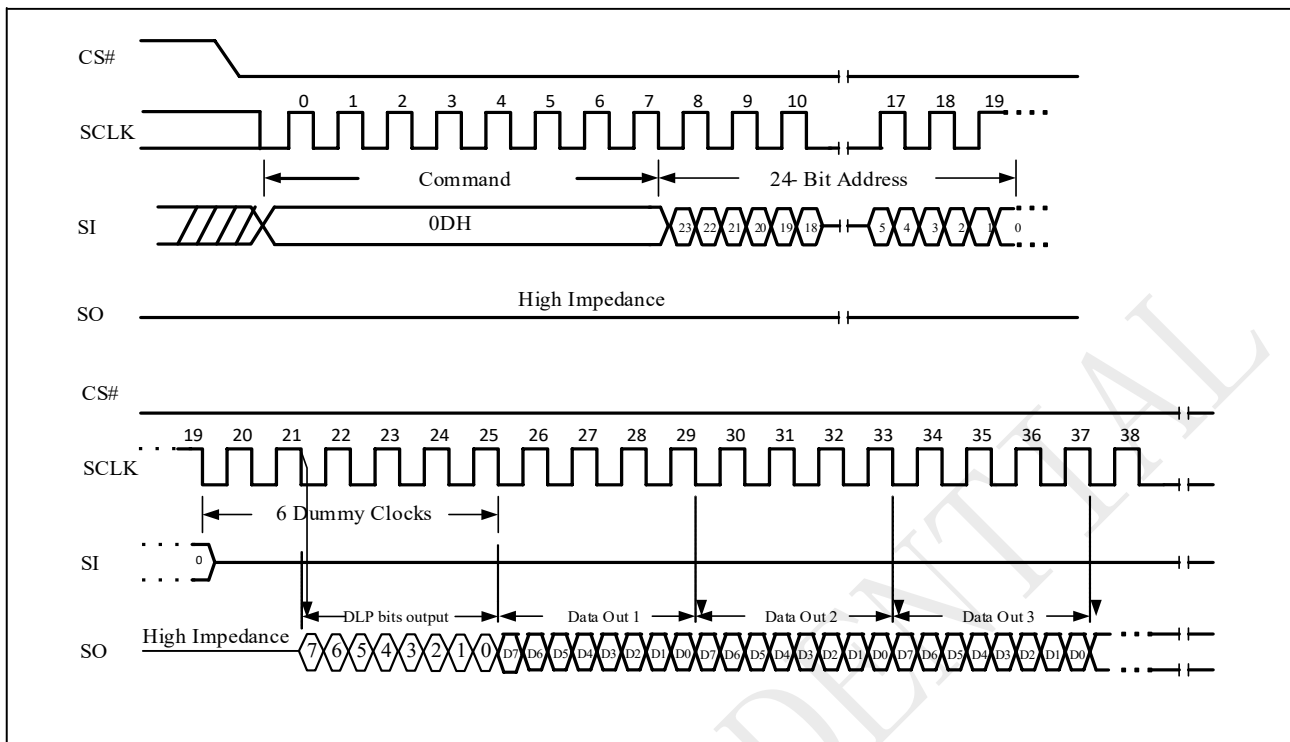 CS#
0 1 2 3 4 5 6 7 8 9 10 17 18 19
SCLK
Command 24- Bit Address
SI 0DH 23 22 21 20 19 18 5 4 3 2 1 0
High Impedance
SO
CS#
19 20 21 22 23 24 25 26 27 28 29 30 31 32 33 34 35 36 37 38
SCLK
6 Dummy Clocks
SI 0
DLP bits output Data Out 1 Data Out 2 Data Out 3
SO High Impedance 7 6 5 4 3 2 1 0 D7 D6 D5 D4 D3 D2 D1 D0 D7 D6 D5 D4 D3 D2 D1 D0 D7 D6 D5 D4 D3 D2 D1 D0
DENTIAL